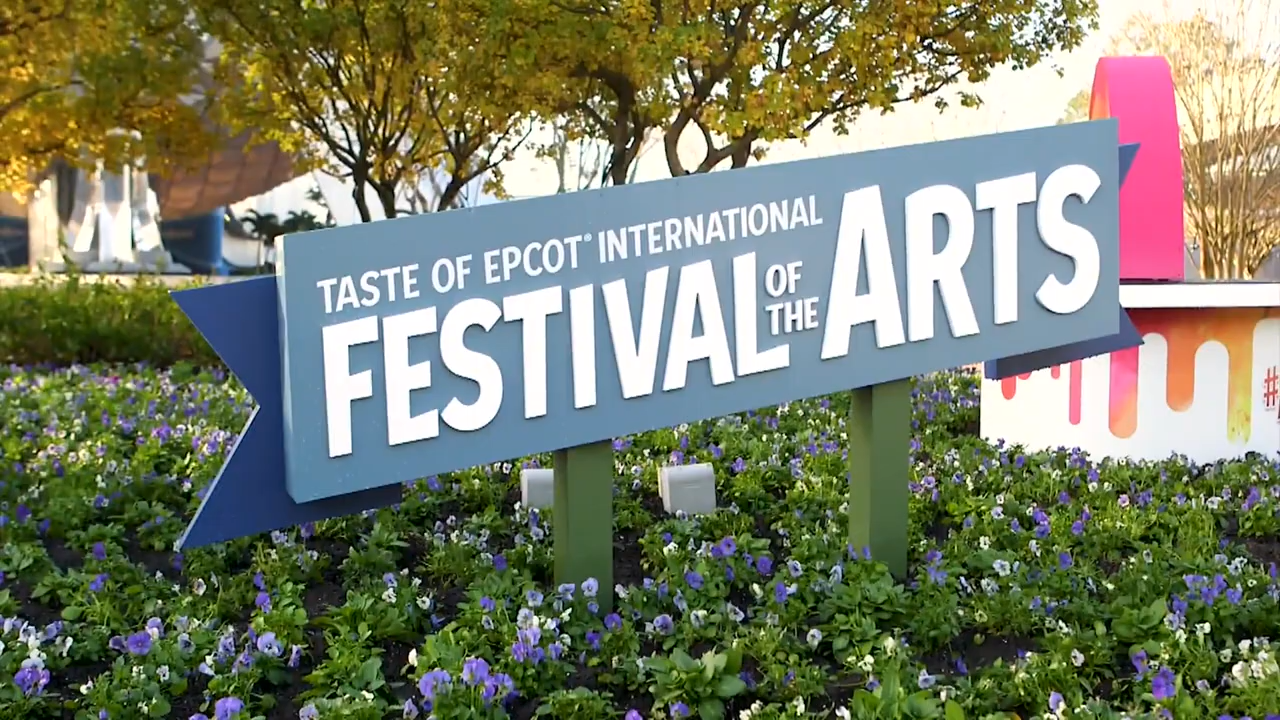 TASTE OF EPCOT® INTERNATIONAL
FESTIVAL OF THE ARTS
#